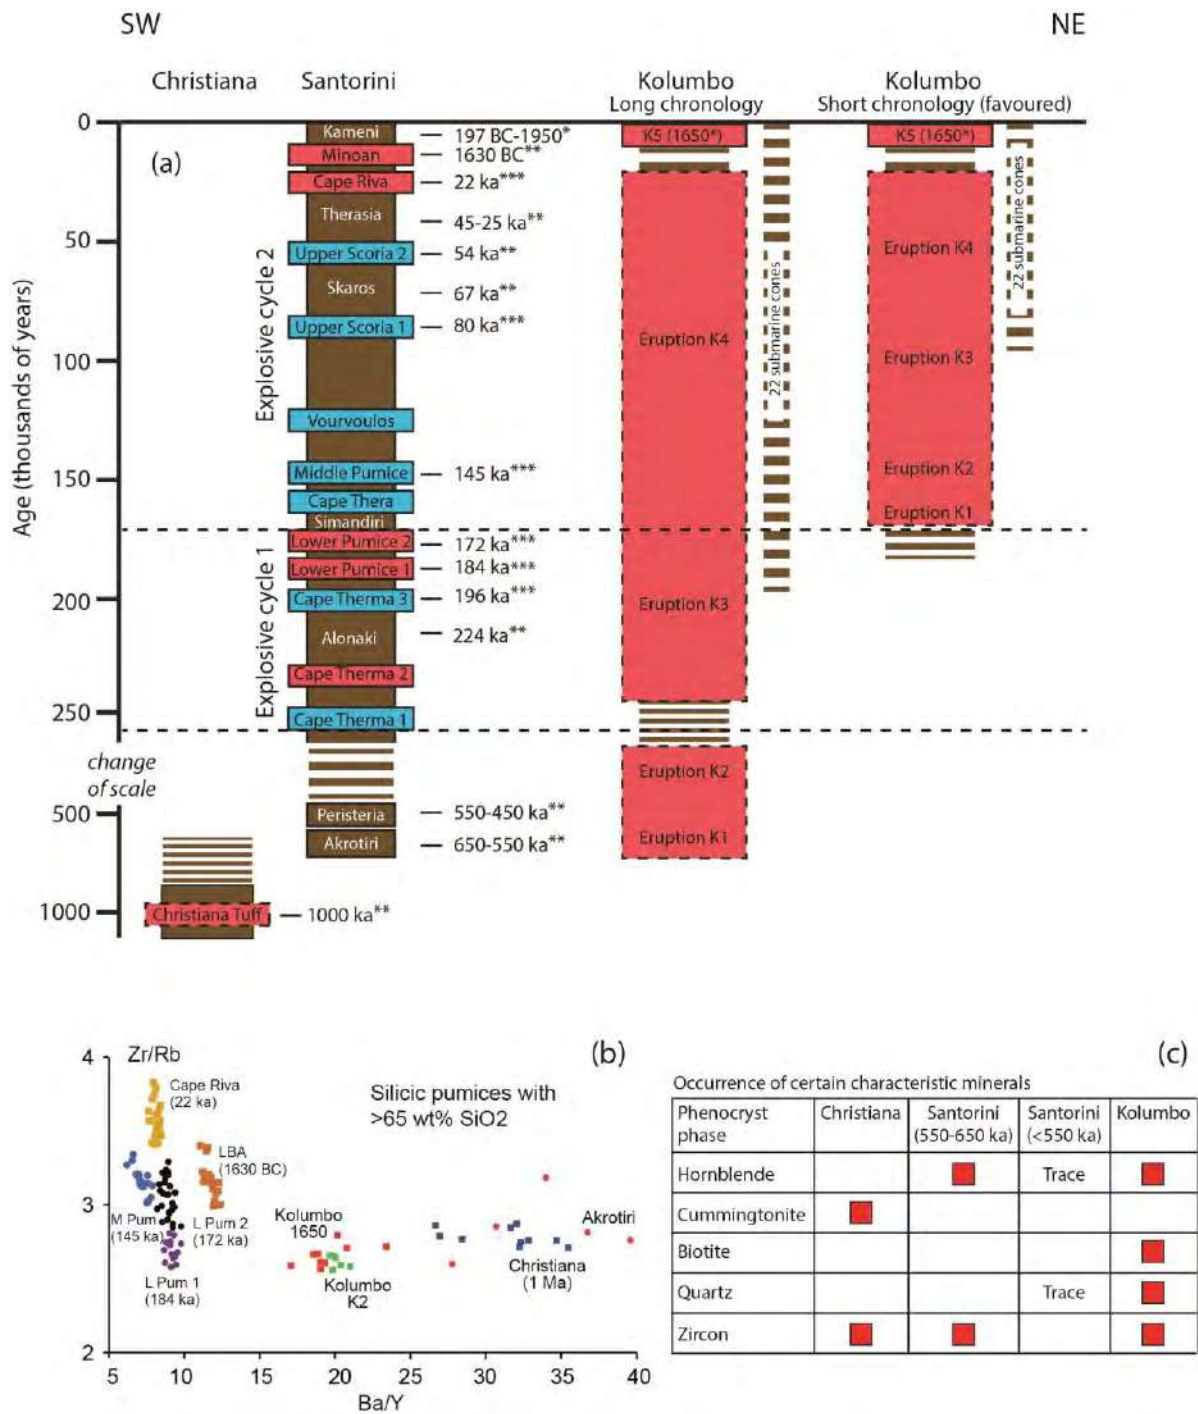 SW
NE
Christiana
Santorini
Kolumbo
Long chronology
Kolumbo
Short chronology (favoured)
(a)
Age (thousands of years)
0
50
100
150
200
250
change
of scale
500
1000
Explosive cycle 2
Explosive cycle 1
Kameni
197 BC-1950*
Minoan
1630 BC**
Cape Riva
22 ka***
Therasia
45-25 ka**
Upper Scoria 2
54 ka**
Skaros
67 ka**
Upper Scoria 1
80 ka***
Vourvoulos
Middle Pumice
145 ka***
Cape Thera
Simandiri
Lower Pumice 2
172 ka***
Lower Pumice 1
184 ka***
Cape Therma 3
196 ka***
Alonaki
224 ka**
Cape Therma 2
Cape Therma 1
Peristeria
550-450 ka**
Akrotiri
650-550 ka**
Christiana Tuff
1000 ka**
K5 (1650*)
Eruption K4
Eruption K3
Eruption K2
Eruption K1
22 submarine cones
K5 (1650*)
Eruption K4
Eruption K3
Eruption K2
Eruption K1
22 submarine cones
(b)
Zr/Rb
4
3
2
5
10
15
20
25
30
35
40
Ba/Y
Silicic pumices with
>65 wt% SiO2
Cape Riva
(22 ka)
LBA
(1630 BC)
M Pum
(145 ka)
L Pum 2
(172 ka)
L Pum 1
(184 ka)
Kolumbo
1650
Kolumbo
K2
Akrotiri
Christiana
(1 Ma)
(c)
Occurrence of certain characteristic minerals
Phenocryst phase Christiana Santorini (550-650 ka) Santorini (<550 ka) Kolumbo
Hornblende Trace
Cummingtonite
Biotite
Quartz Trace
Zircon